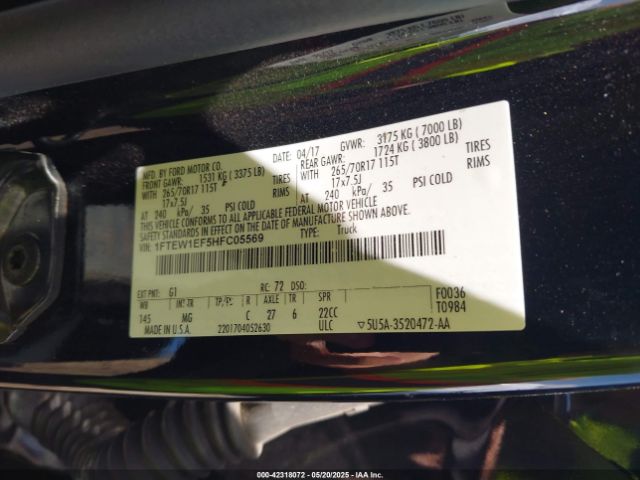 MFD. BY FORD MOTOR CO.
DATE: 04/17 GVWR: 3175 KG ( 7000 LB)
FRONT GAWR: 1531 KG ( 3375 LB) REAR GAWR: 1724 KG ( 3800 LB)
WITH 265/70R17 115T TIRES WITH 265/70R17 115T TIRES
17x7.5J RIMS 17x7.5J RIMS
AT 240 kPa/ 35 PSI COLD AT 240 kPa/ 35 PSI COLD
THIS VEHICLE CONFORMS TO ALL APPLICABLE FEDERAL MOTOR VEHICLE
SAFETY STANDARDS IN EFFECT ON THE DATE OF MANUFACTURE SHOWN ABOVE.
VIN: 1FTEW1EF5HFC05569
TYPE: Truck
F0036
T0984
EXT PNT: G1 RC: 72 DSO:
WB INT TR TP/PS R AXLE TR SPR
145 MG C 27 6 22CC
MADE IN U.S.A. 2201704052630 ULC ▽5U5A-3520472-AA
000-42318072 — 05/20/2025 — IAA Inc.